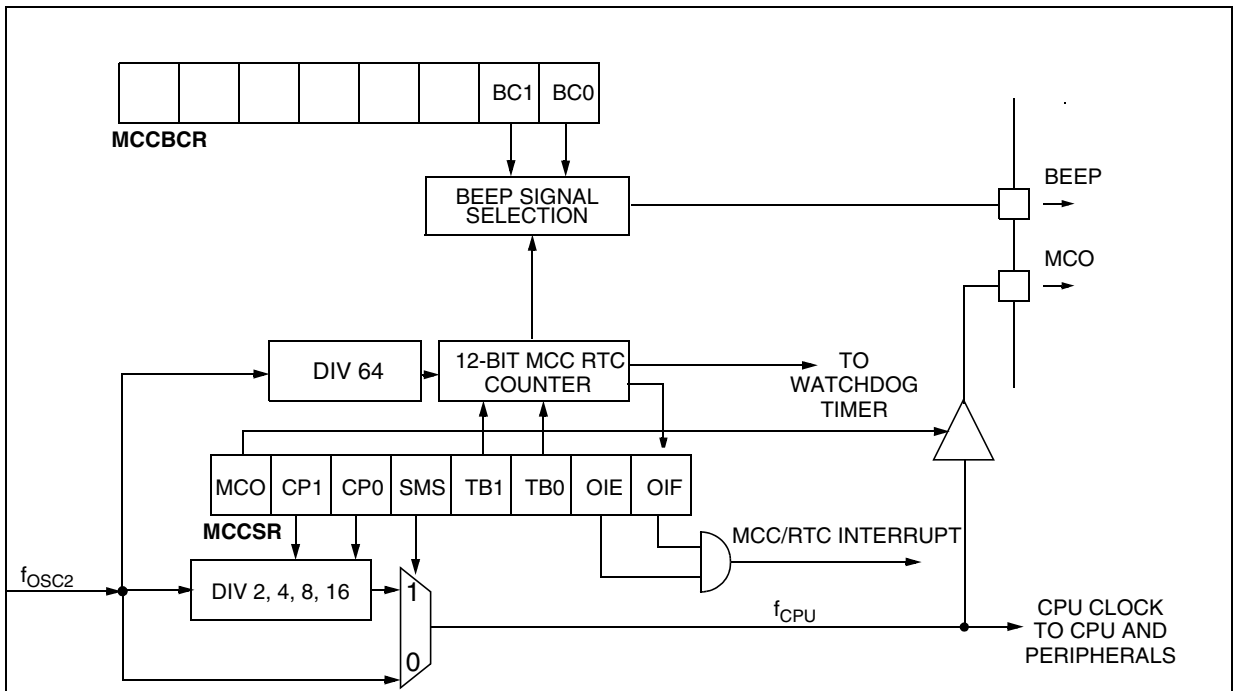 BC1 BC0
MCCBCR
BEEP SIGNAL
SELECTION
BEEP
MCO
DIV 64
12-BIT MCC RTC
COUNTER
TO
WATCHDOG
TIMER
MCO CP1 CP0 SMS TB1 TB0 OIE OIF
MCCSR
MCC/RTC INTERRUPT
fOSC2
DIV 2, 4, 8, 16
1
0
fCPU
CPU CLOCK
TO CPU AND
PERIPHERALS